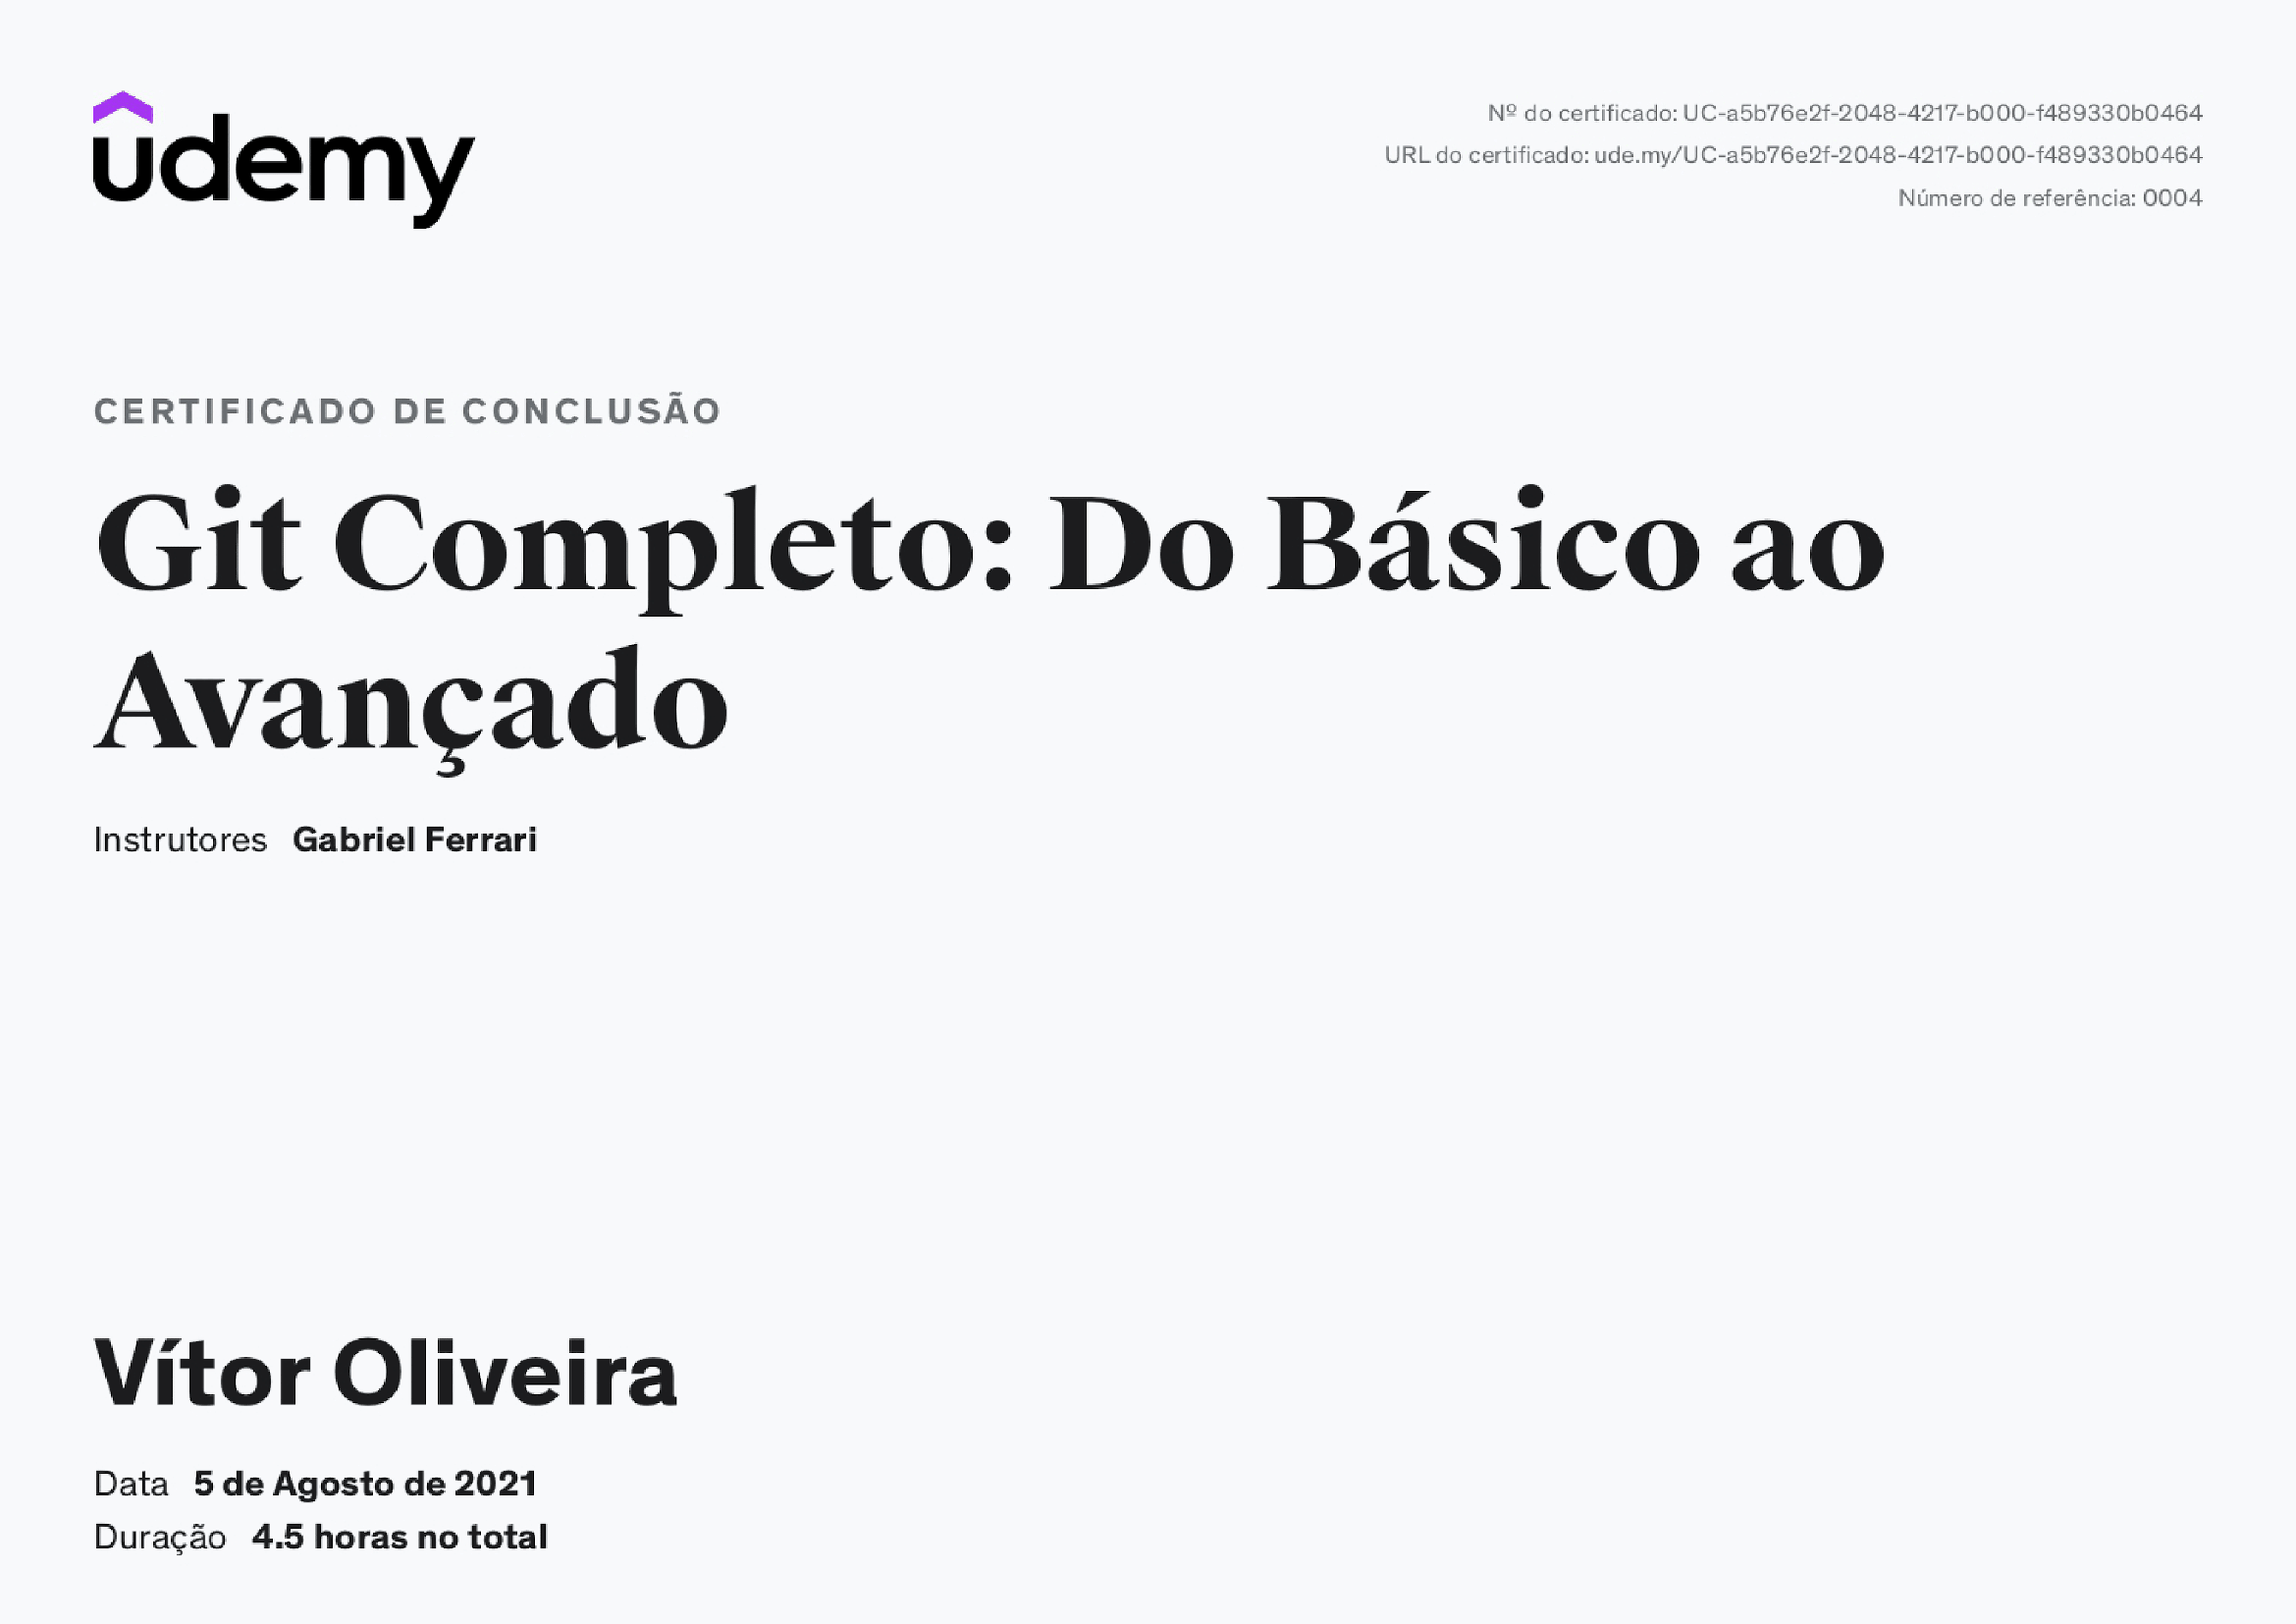 udemy
Nº do certificado: UC-a5b76e2f-2048-4217-b000-f489330b0464
URL do certificado: ude.my/UC-a5b76e2f-2048-4217-b000-f489330b0464
Número de referência: 0004
CERTIFICADO DE CONCLUSÃO
Git Completo: Do Básico ao
Avançado
Instrutores Gabriel Ferrari
Vítor Oliveira
Data 5 de Agosto de 2021
Duração 4.5 horas no total